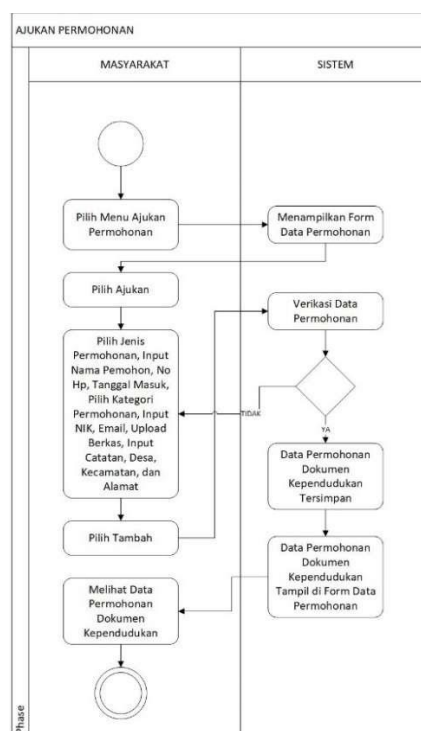 AJUKAN PERMOHONAN
MASYARAKAT
SISTEM
Pilih Menu Ajukan
Permohonan
Menampilkan Form
Data Permohonan
Pilih Ajukan
Verifikasi Data
Permohonan
Pilih Jenis
Permohonan, Input
Nama Pemohon, No
Hp, Tanggal Masuk,
Pilih Kategori
Permohonan, Input
NIK, Email, Upload
Berkas, Input
Catatan, Desa,
Kecamatan, dan
Alamat
TIDAK
YA
Data Permohonan
Dokumen
Kependudukan
Tersimpan
Pilih Tambah
Data Permohonan
Dokumen
Kependudukan
Tampil di Form Data
Permohonan
Melihat Data
Permohonan
Dokumen
Kependudukan
Phase